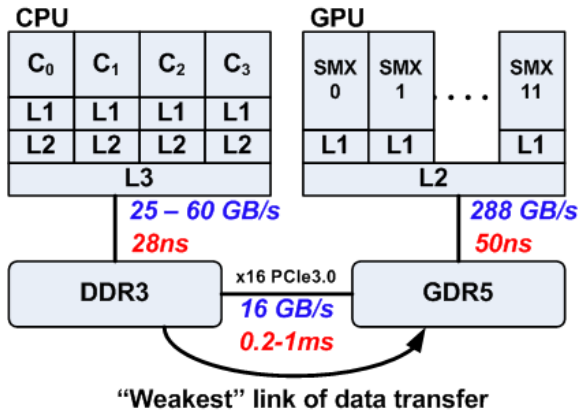 CPU
GPU
C0 C1 C2 C3
SMX 0 SMX 1 .... SMX 11
L1 L1 L1 L1
L2 L2 L2 L2
L1 L1 L1
L3
L2
25 – 60 GB/s
288 GB/s
28ns
50ns
DDR3
x16 PCIe3.0
GDR5
16 GB/s
0.2-1ms
“Weakest” link of data transfer